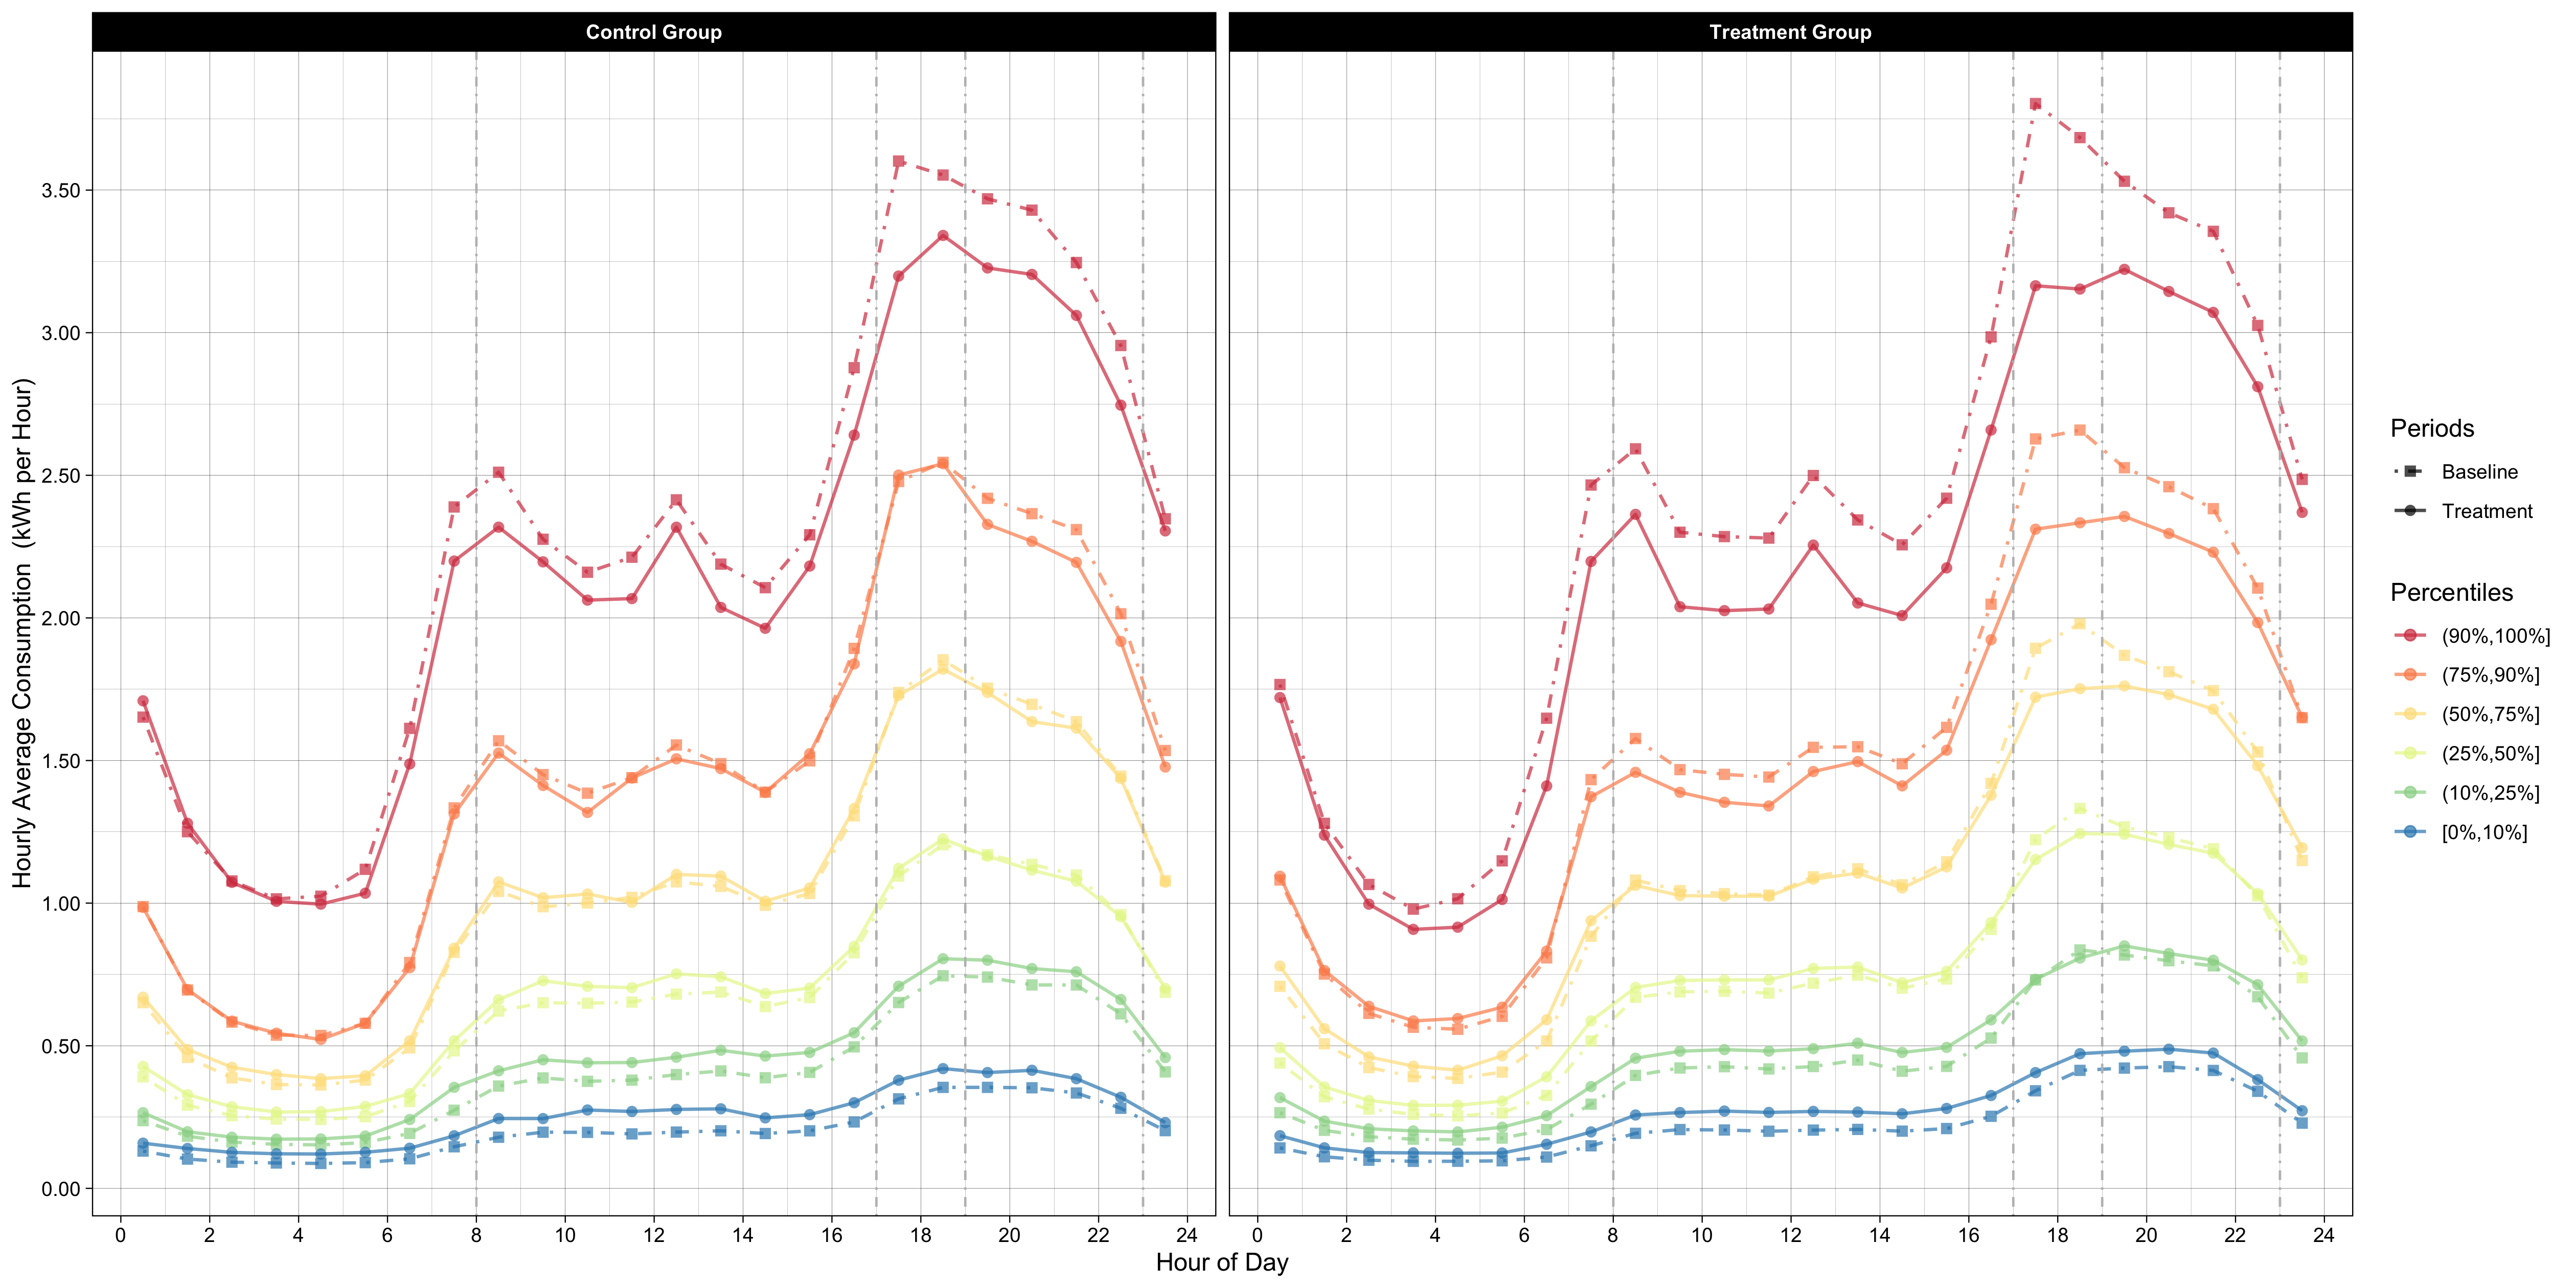 Control Group
Treatment Group
Hourly Average Consumption (kWh per Hour)
3.50
3.00
2.50
2.00
1.50
1.00
0.50
0.00
0 2 4 6 8 10 12 14 16 18 20 22 24
0 2 4 6 8 10 12 14 16 18 20 22 24
Hour of Day
Periods
Baseline
Treatment
Percentiles
(90%,100%]
(75%,90%]
(50%,75%]
(25%,50%]
(10%,25%]
[0%,10%]